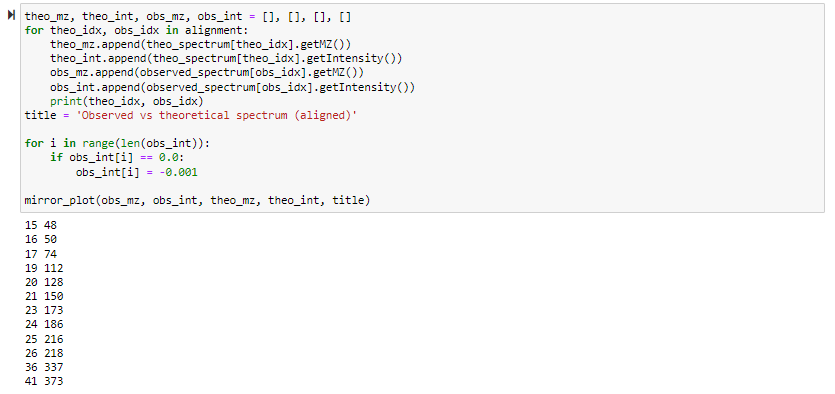 theo_mz, theo_int, obs_mz, obs_int = [], [], [], []
for theo_idx, obs_idx in alignment:
    theo_mz.append(theo_spectrum[theo_idx].getMZ())
    theo_int.append(theo_spectrum[theo_idx].getIntensity())
    obs_mz.append(observed_spectrum[obs_idx].getMZ())
    obs_int.append(observed_spectrum[obs_idx].getIntensity())
    print(theo_idx, obs_idx)
title = 'Observed vs theoretical spectrum (aligned)'
for i in range(len(obs_int)):
    if obs_int[i] == 0.0:
        obs_int[i] = -0.001
mirror_plot(obs_mz, obs_int, theo_mz, theo_int, title)
15 48
16 50
17 74
19 112
20 128
21 150
23 173
24 186
25 216
26 218
36 337
41 373